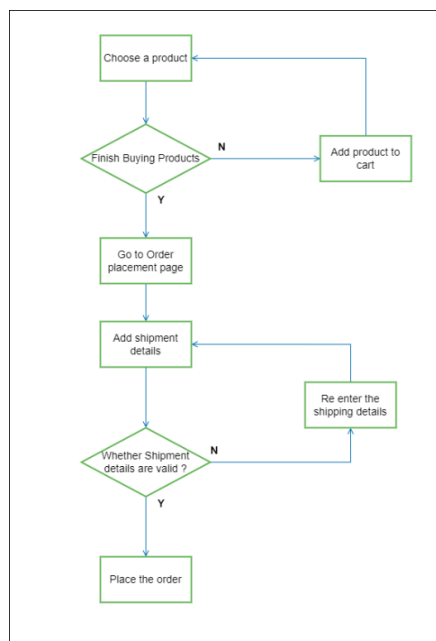 Choose a product
Finish Buying Products
N
Add product to
cart
Y
Go to Order
placement page
Add shipment
details
Re enter the
shipping details
Whether Shipment
details are valid ?
N
Y
Place the order